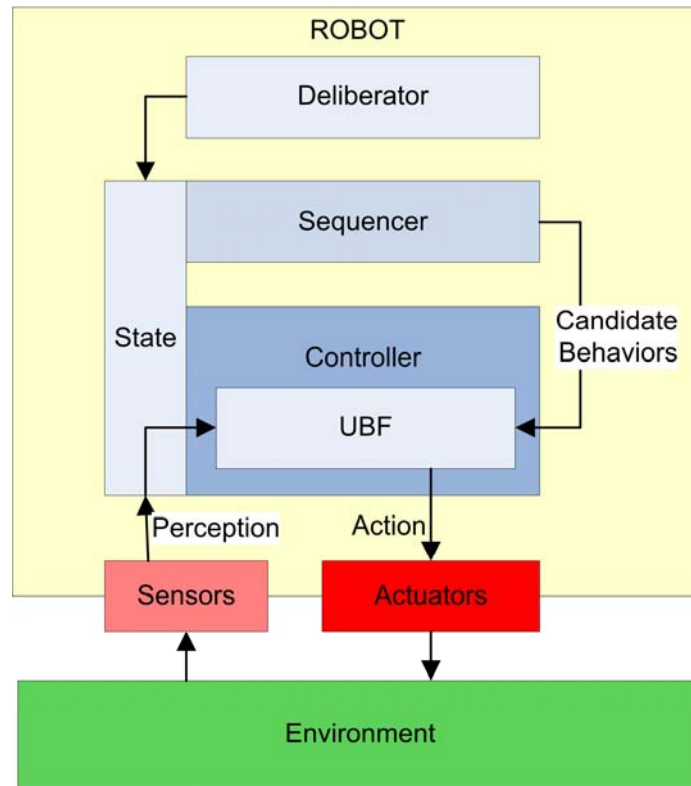 ROBOT
Deliberator
Sequencer
State
Controller
Candidate
Behaviors
UBF
Perception
Action
Sensors
Actuators
Environment